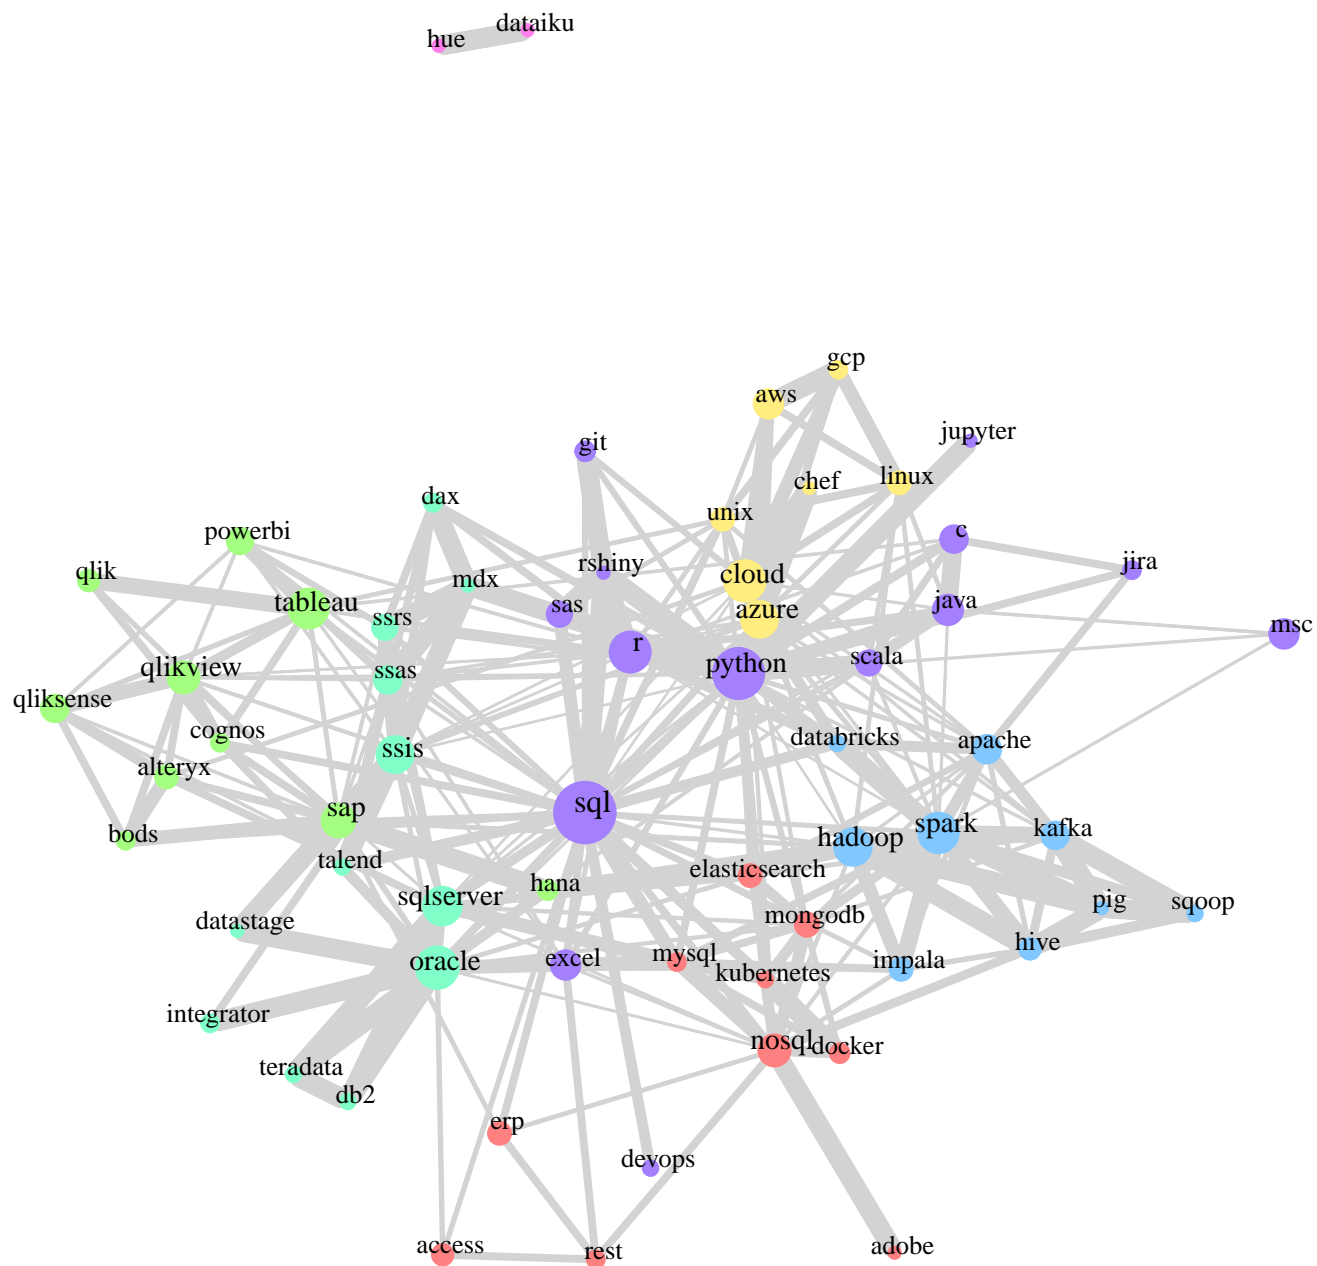 dataiku
hue
gcp
aws
jupyter
git
chef
linux
dax
unix
powerbi
c
rshiny
qlik
mdx
cloud
jira
tableau
ssrs
sas
azure
java
msc
r
qlikview
ssas
python
scala
qliksense
cognos
ssis
databricks
apache
alteryx
sap
sql
bods
talend
hadoop
spark
kafka
elasticsearch
hana
sqlserver
pig
sqoop
datastage
mongodb
oracle
excel
mysql
kubernetes
impala
hive
integrator
nosql
docker
teradata
db2
erp
devops
access
rest
adobe